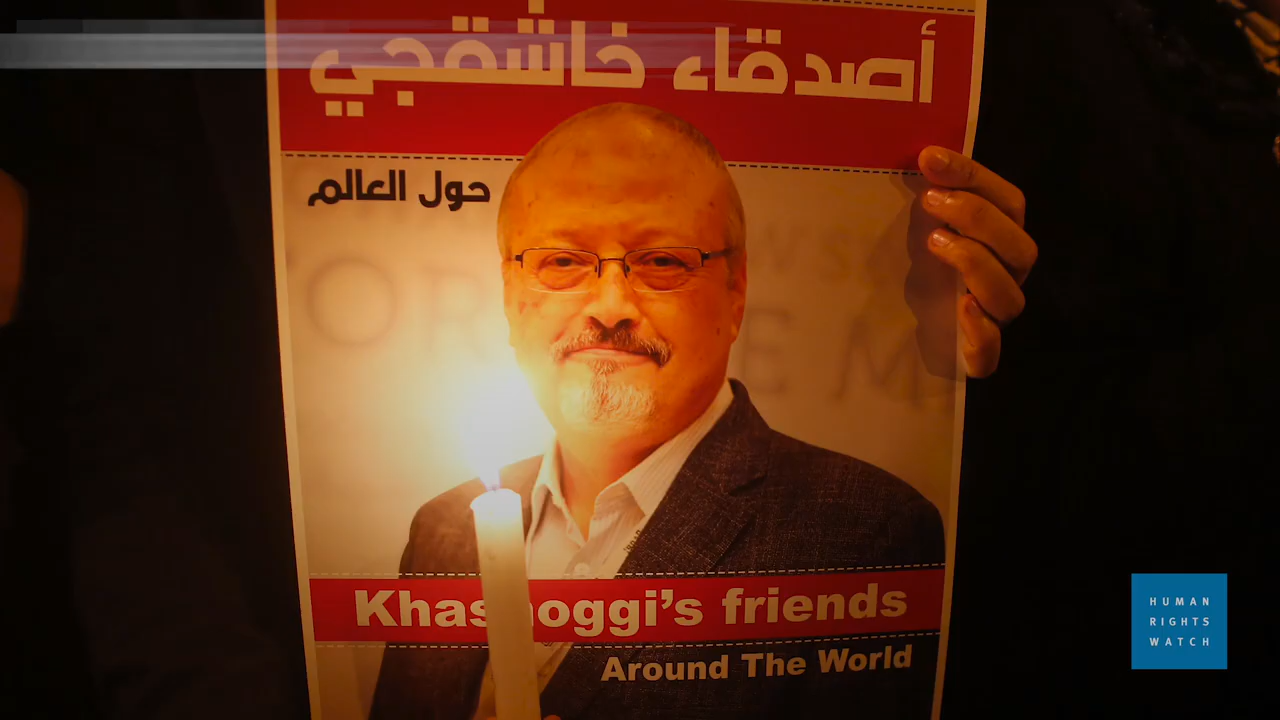 أصدقاء خاشقجي
حول العالم
Khashoggi's friends
Around The World
HUMAN
RIGHTS
WATCH